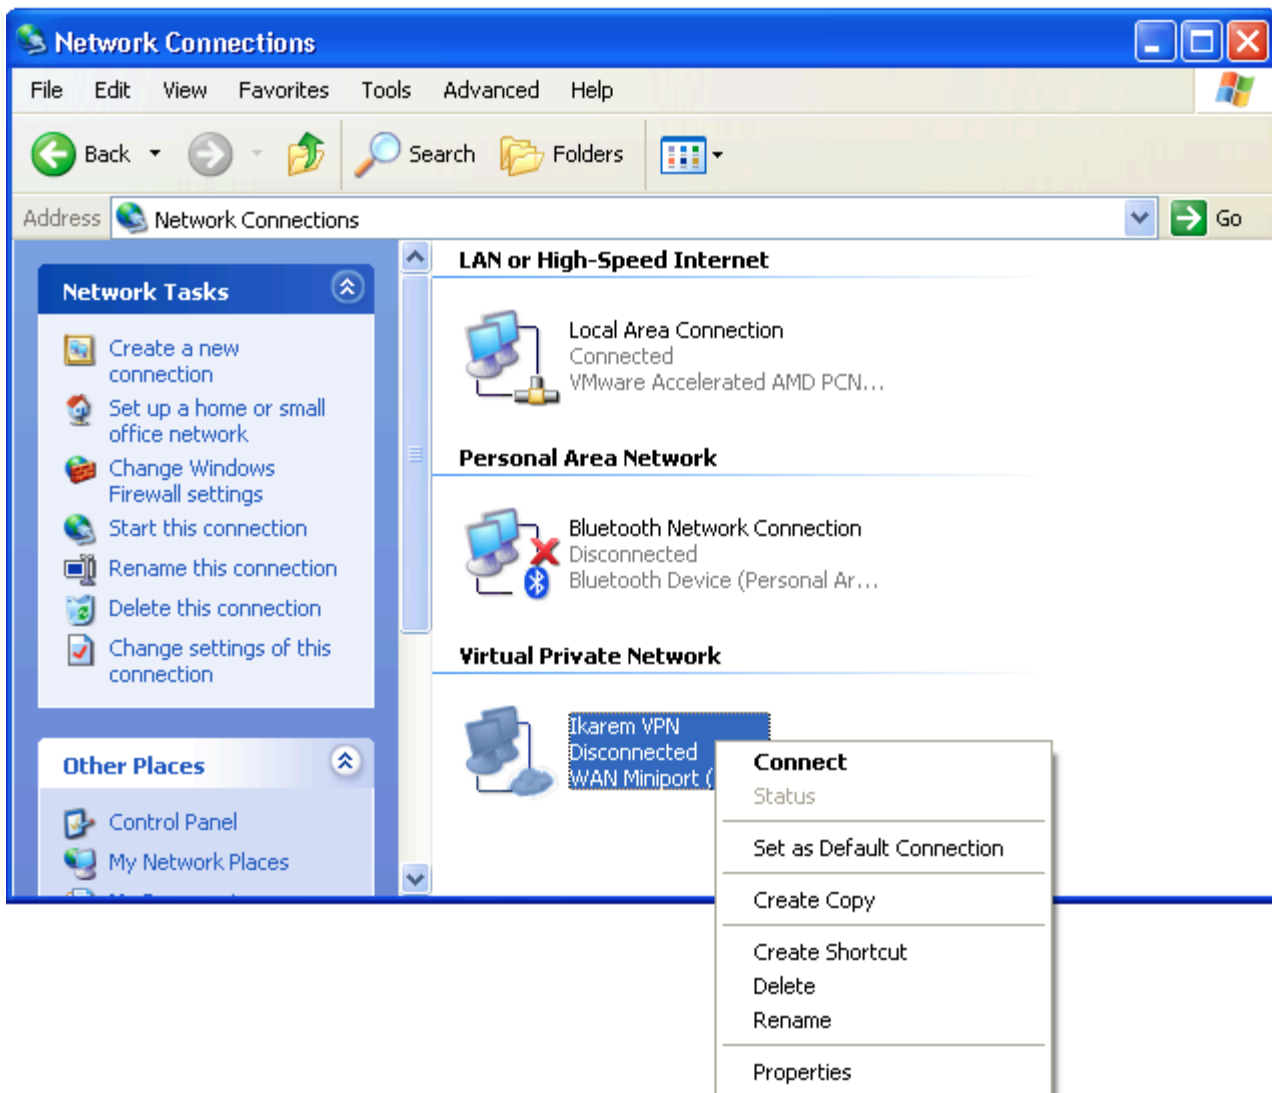 Network Connections
File Edit View Favorites Tools Advanced Help
Back Search Folders
Address Network Connections Go
Network Tasks
Create a new
connection
Set up a home or small
office network
Change Windows
Firewall settings
Start this connection
Rename this connection
Delete this connection
Change settings of this
connection
Other Places
Control Panel
My Network Places
LAN or High-Speed Internet
Local Area Connection
Connected
VMware Accelerated AMD PCN...
Personal Area Network
Bluetooth Network Connection
Disconnected
Bluetooth Device (Personal Ar...
Virtual Private Network
Ikarem VPN
Disconnected
WAN Miniport (
Connect
Status
Set as Default Connection
Create Copy
Create Shortcut
Delete
Rename
Properties